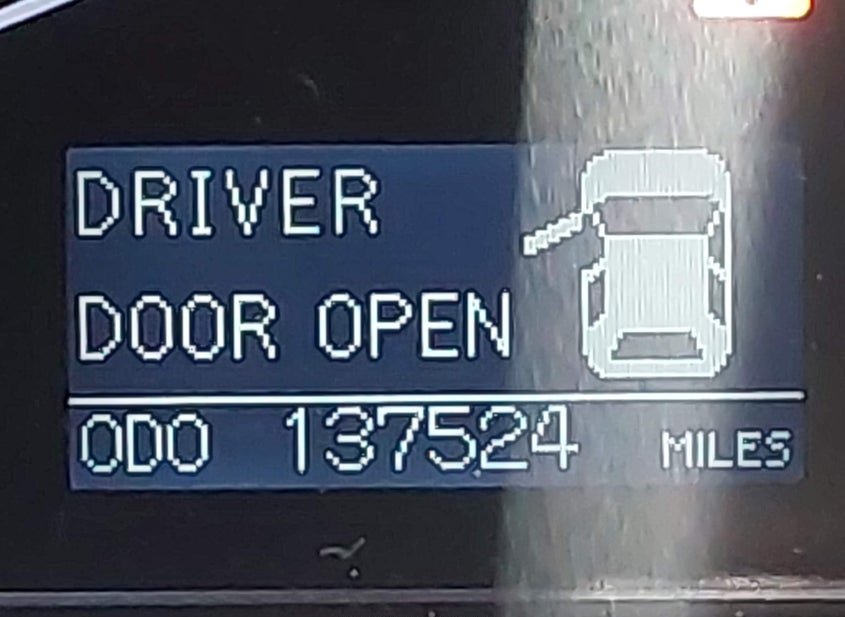 DRIVER
DOOR OPEN
ODO 137524 MILES